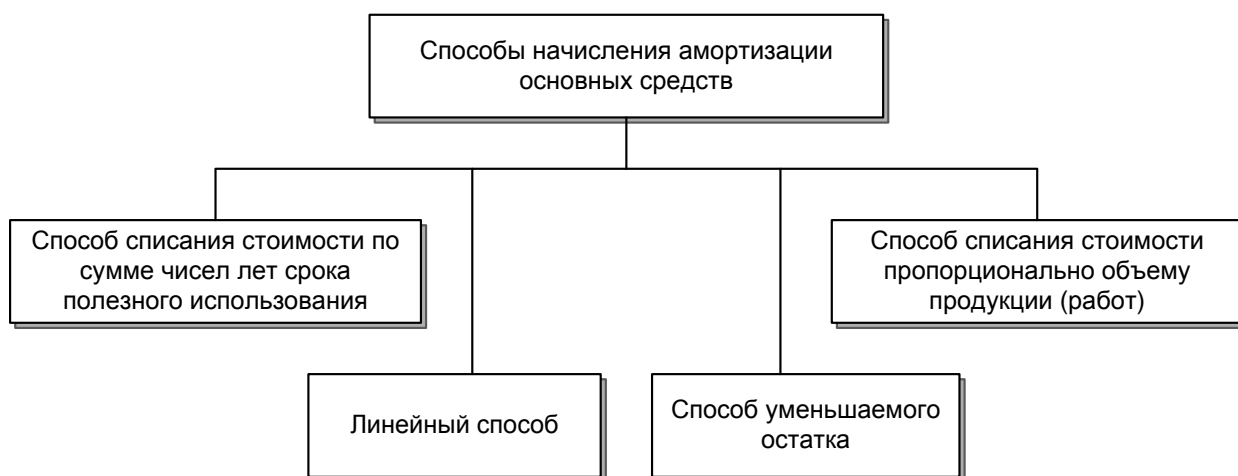 Способы начисления амортизации
основных средств
Способ списания стоимости по
сумме чисел лет срока
полезного использования
Способ списания стоимости
пропорционально объему
продукции (работ)
Линейный способ
Способ уменьшаемого
остатка